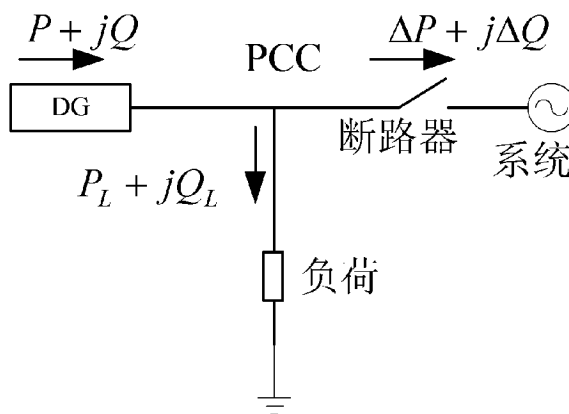 P + jQ
PCC
ΔP + jΔQ
DG
断路器
系统
P_L + jQ_L
负荷